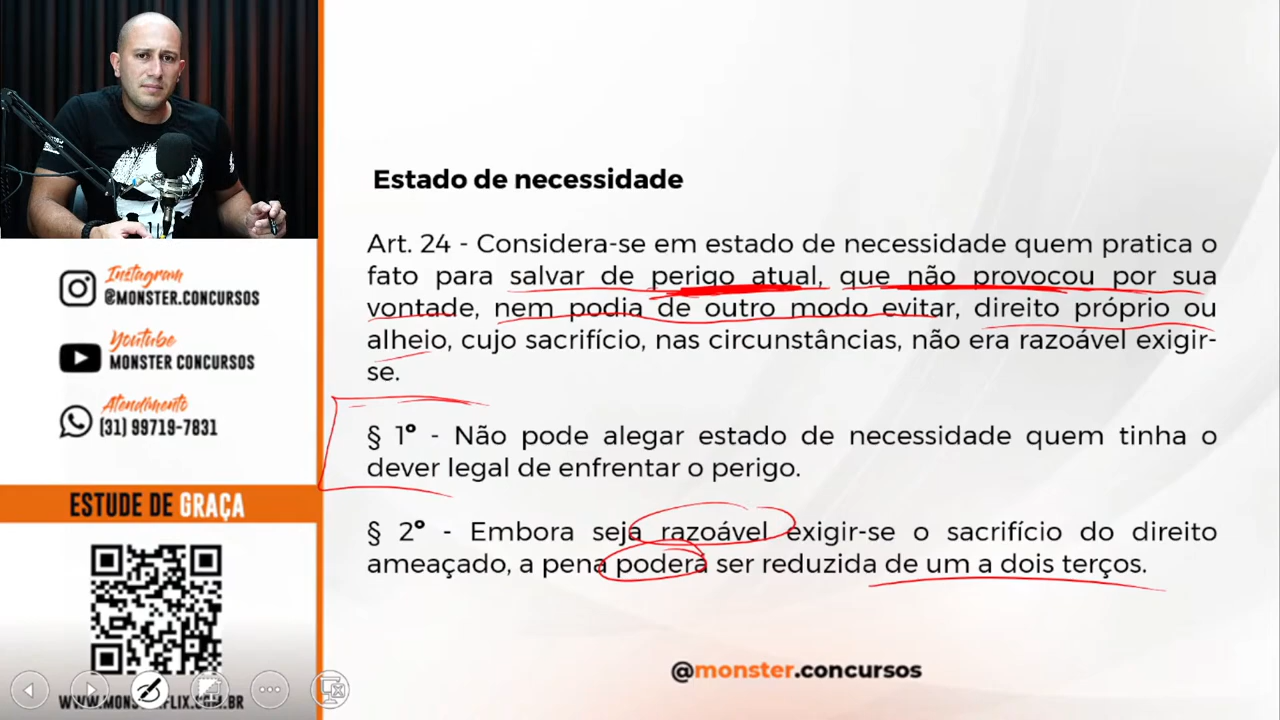 Estado de necessidade
Art. 24 - Considera-se em estado de necessidade quem pratica o
fato para salvar de perigo atual, que não provocou por sua
vontade, nem podia de outro modo evitar, direito próprio ou
alheio, cujo sacrifício, nas circunstâncias, não era razoável exigir-
se.
§ 1º - Não pode alegar estado de necessidade quem tinha o
dever legal de enfrentar o perigo.
§ 2º - Embora seja razoável exigir-se o sacrifício do direito
ameaçado, a pena poderá ser reduzida de um a dois terços.
@monster.concursos
Instagram
@MONSTER.CONCURSOS
Youtube
MONSTER CONCURSOS
Atendimento
(31) 99719-7831
ESTUDE DE GRAÇA
WWW.MONSTERFLIX.COM.BR